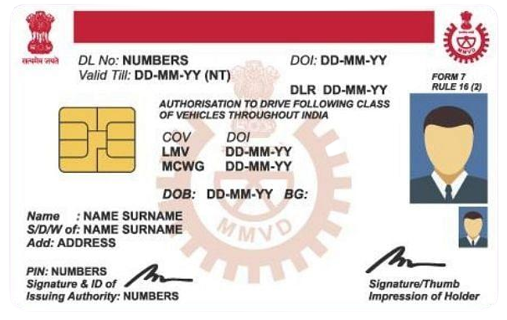 सत्यमेव जयते
DL No: NUMBERS DOI: DD-MM-YY
Valid Till: DD-MM-YY (NT)
DLR DD-MM-YY
FORM 7
RULE 16 (2)
AUTHORISATION TO DRIVE FOLLOWING CLASS
OF VEHICLES THROUGHOUT INDIA
COV DOI
LMV DD-MM-YY
MCWG DD-MM-YY
DOB: DD-MM-YY BG:
MMVD
MMVD
Name : NAME SURNAME
S/D/W of: NAME SURNAME
Add: ADDRESS
PIN: NUMBERS
Signature & ID of
Issuing Authority: NUMBERS
Signature/Thumb
Impression of Holder